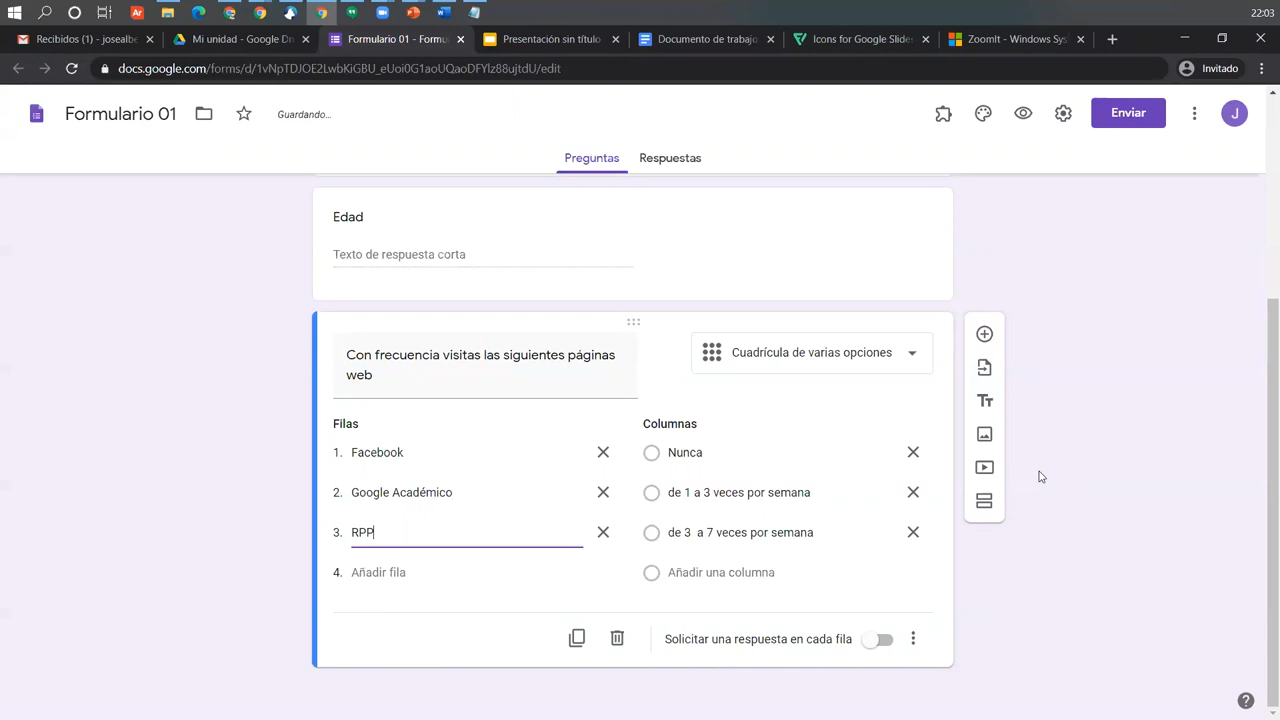 22:03
Recibidos (1) - josealbe
Mi unidad - Google Dr
Formulario 01 - Formu
Presentación sin título
Documento de trabajo
Icons for Google Slides
ZoomIt - Windows Sys
docs.google.com/forms/d/1vNpTDJOE2LwbKiGBU_eUoi0G1aoUQaoDFYlz88ujtdU/edit
Invitado
Formulario 01
Guardando...
Enviar
J
Preguntas
Respuestas
Edad
Texto de respuesta corta
Con frecuencia visitas las siguientes páginas
web
Cuadrícula de varias opciones
Filas
Columnas
1. Facebook
Nunca
2. Google Académico
de 1 a 3 veces por semana
3. RPP
de 3 a 7 veces por semana
4. Añadir fila
Añadir una columna
Solicitar una respuesta en cada fila